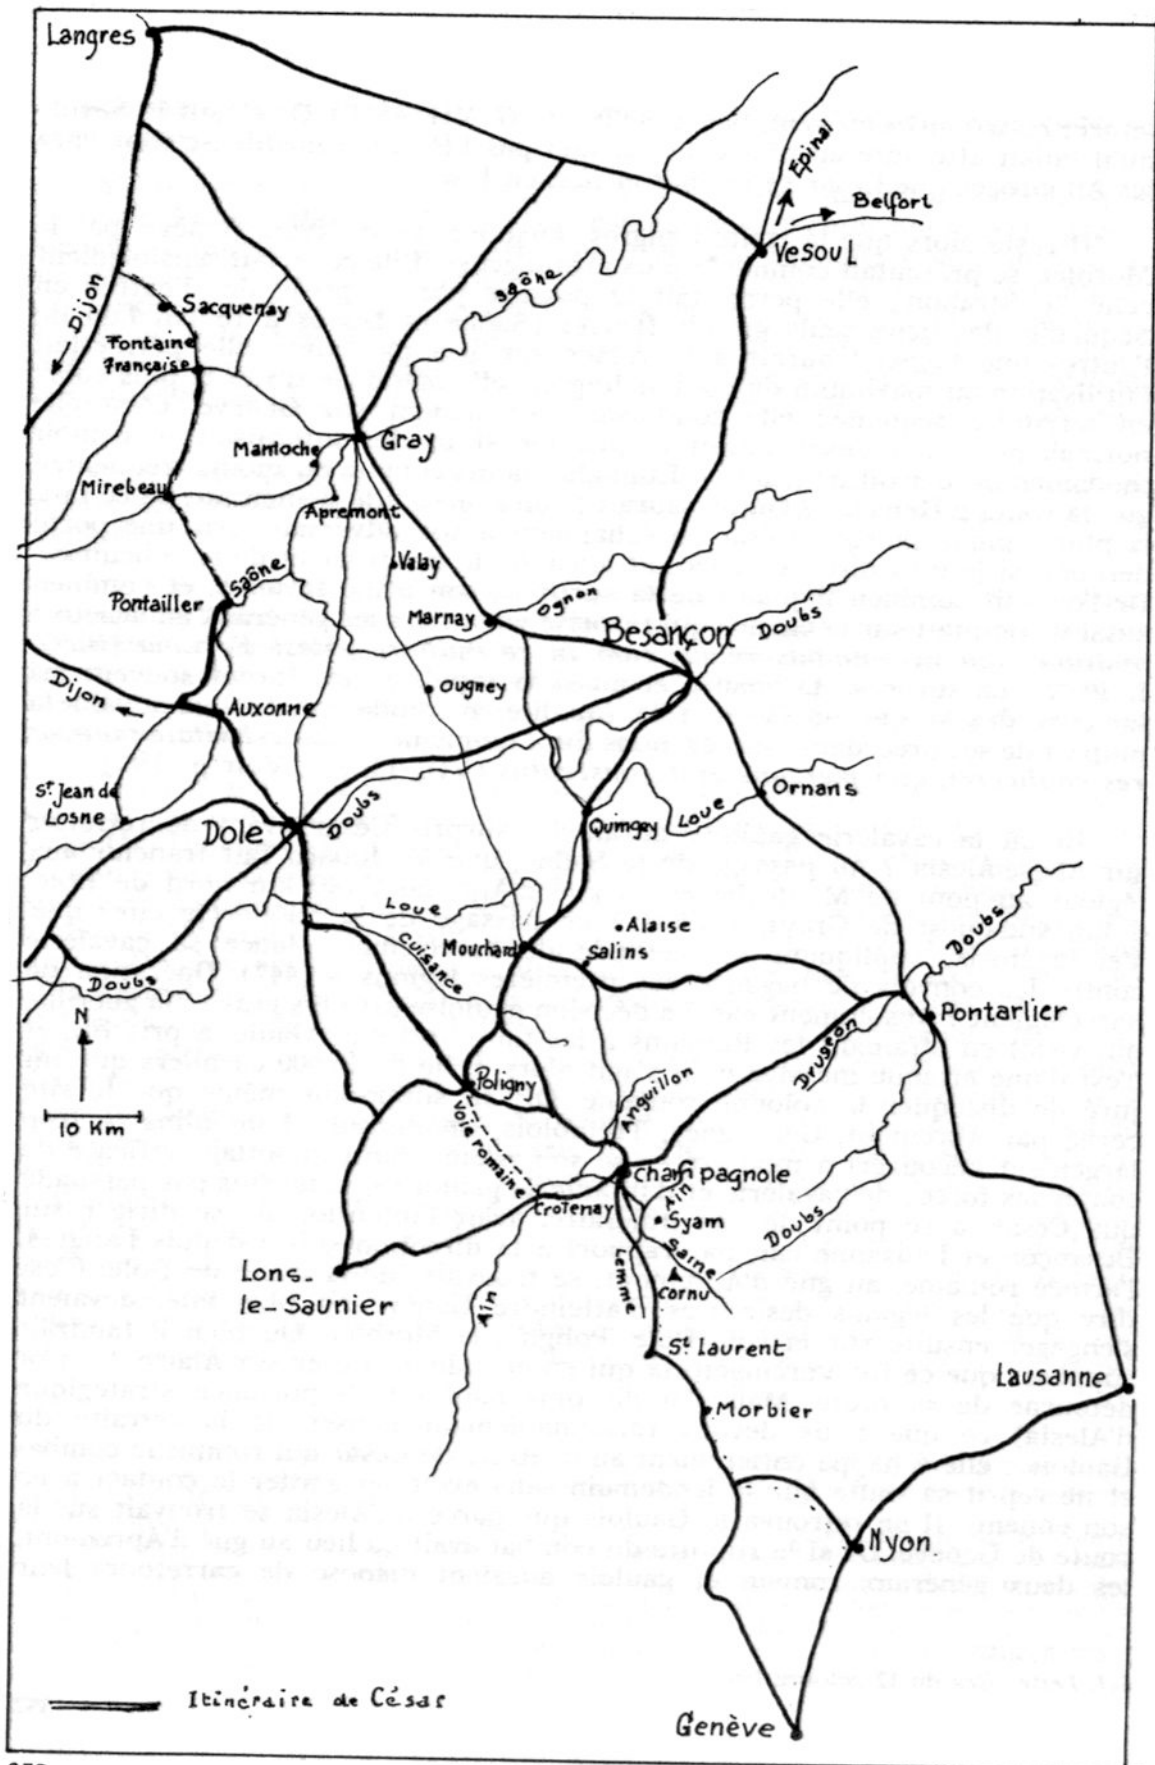 Langres
Epinal
Belfort
Vesoul
Saône
Dijon
Sacquenay
Fontaine
Française
Gray
Mantoche
Mirebeau
Apremont
Valay
Saône
Pontailler
Marnay
Ognon
Besançon
Doubs
Ougney
Dijon
Auxonne
St Jean de
Losne
Dole
Doubs
Quingey
Loue
Ornans
Loue
Cuisance
Mouchard
Alaise
Salins
Doubs
Doubs
N
10 Km
Pontarlier
Drugeon
Poligny
Voie romaine
Anguillon
Champagnole
Crotenay
Ain
Syam
Saine
Cornu
Lemme
Doubs
Lons-
le-Saunier
Ain
St Laurent
Morbier
Lausanne
Nyon
Itinéraire de César
Genève